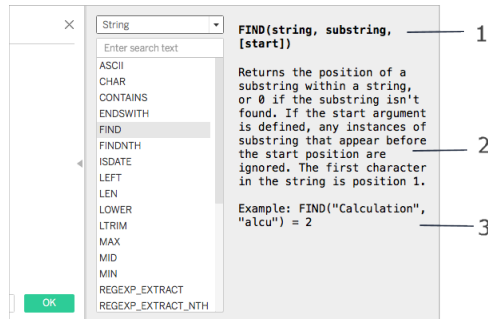 String
Enter search text
ASCII
CHAR
CONTAINS
ENDSWITH
FIND
FINDNTH
ISDATE
LEFT
LEN
LOWER
LTRIM
MAX
MID
MIN
REGEXP_EXTRACT
REGEXP_EXTRACT_NTH
OK
FIND(string, substring,
[start])
Returns the position of a
substring within a string,
or 0 if the substring isn't
found. If the start argument
is defined, any instances of
substring that appear before
the start position are
ignored. The first character
in the string is position 1.
Example: FIND("Calculation",
"alcu") = 2
1
2
3